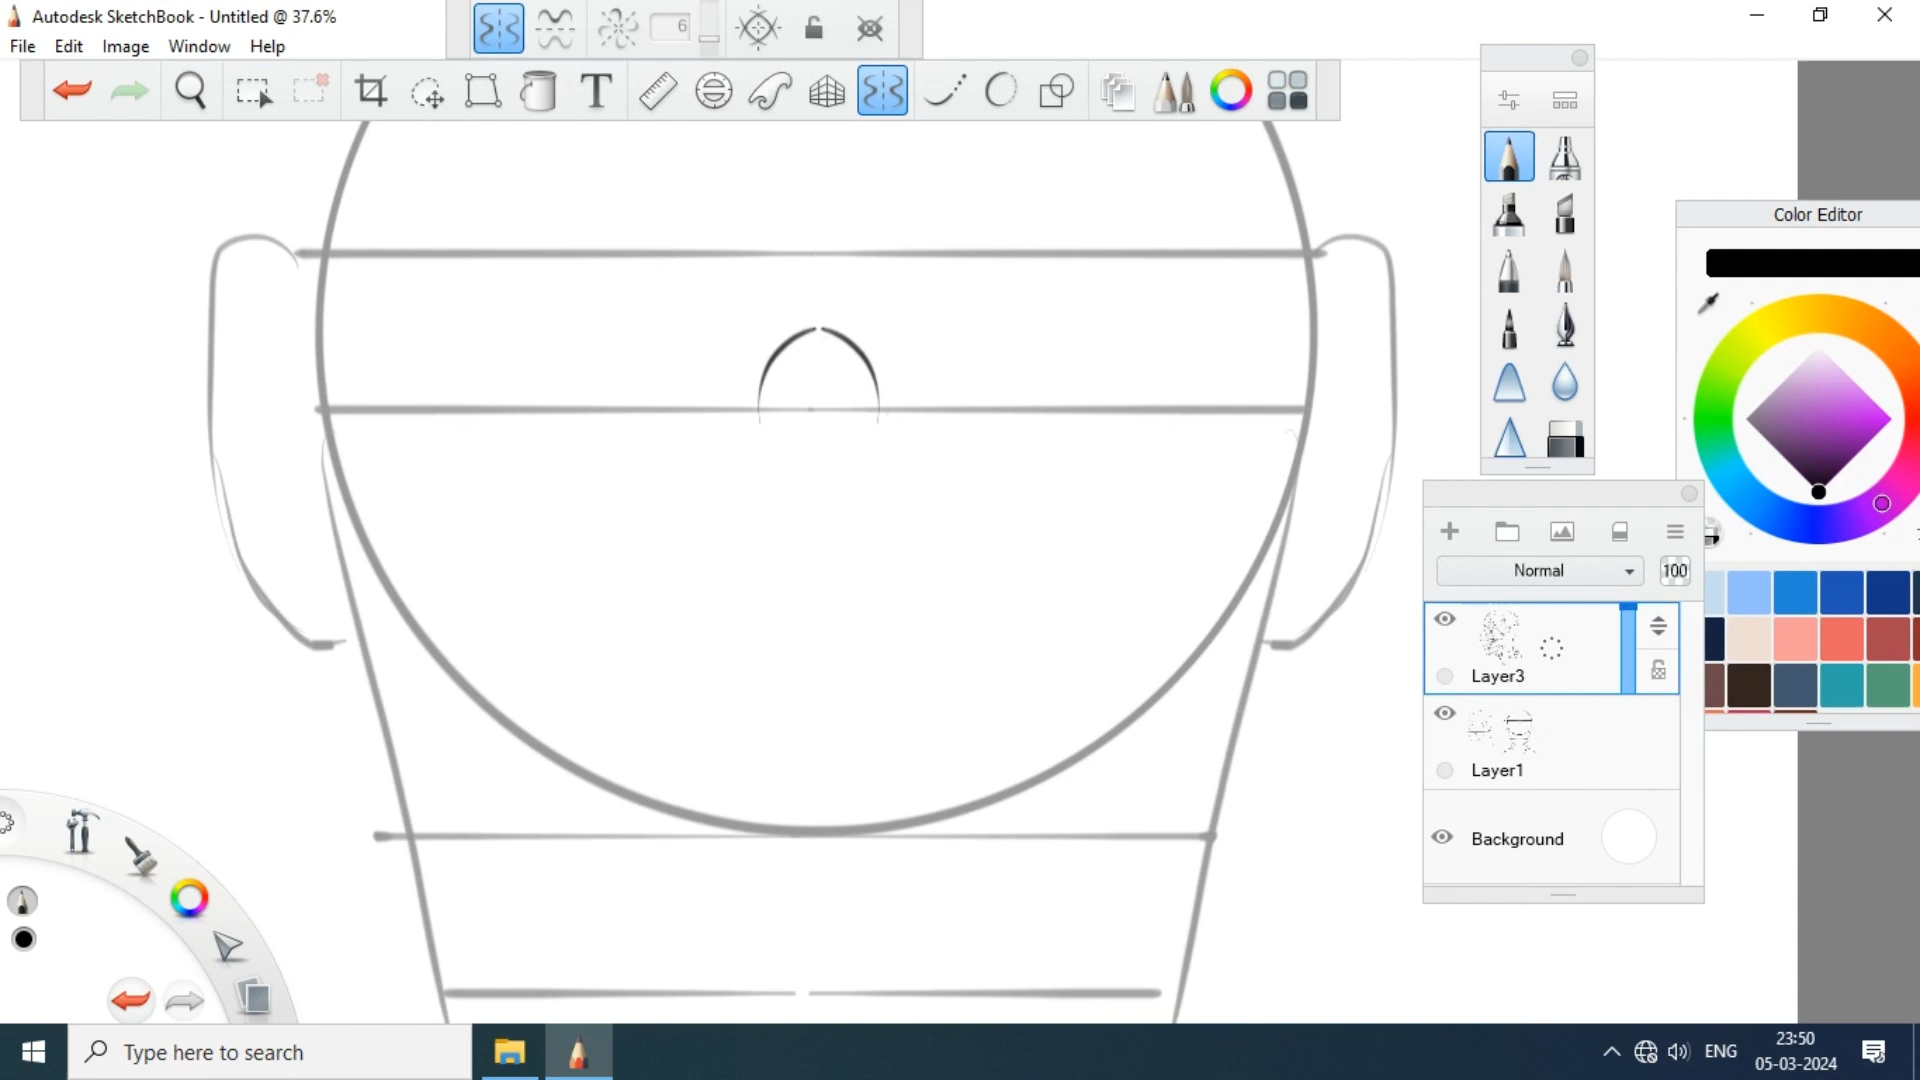 Autodesk SketchBook - Untitled @ 37.6%
File Edit Image Window Help
6
T
Color Editor
Normal
100
Layer3
Layer1
Background
Type here to search
ENG
23:50
05-03-2024